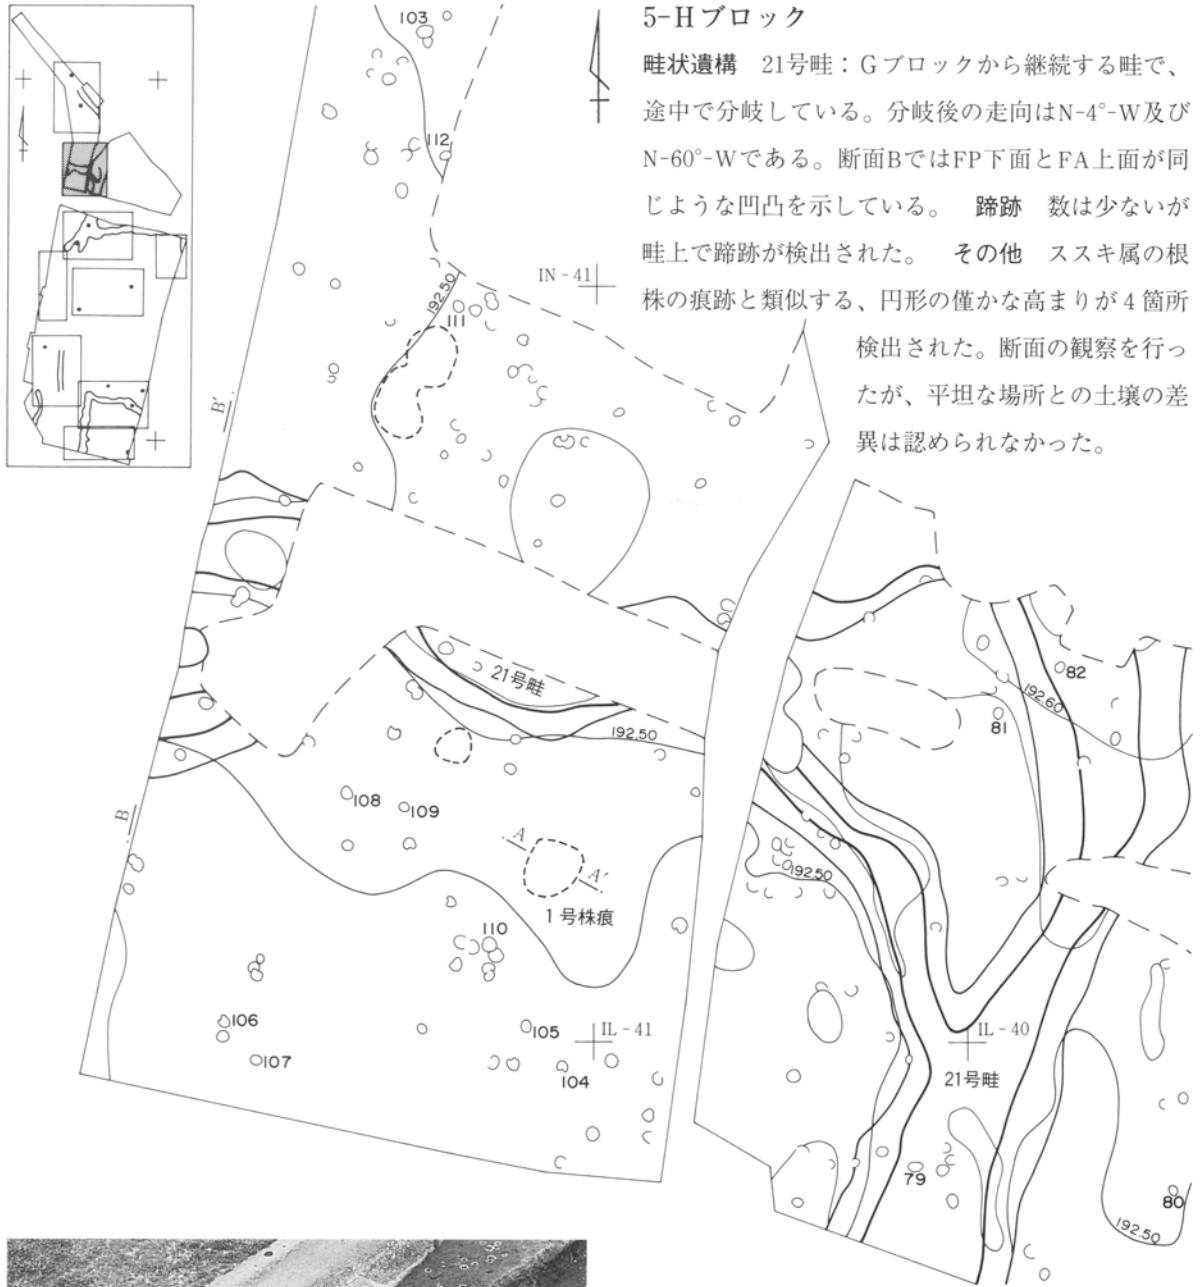 5-Hブロック
畦状遺構　21号畦：Gブロックから継続する畦で、
途中で分岐している。分岐後の走向はN-4°-W及び
N-60°-Wである。断面BではFP下面とFA上面が同
じような凹凸を示している。　蹄跡　数は少ないが
畦上で蹄跡が検出された。　その他　ススキ属の根
株の痕跡と類似する、円形の僅かな高まりが4箇所
検出された。断面の観察を行っ
たが、平坦な場所との土壌の差
異は認められなかった。
103
112
IN-41
192.50
111
B′
21号畦
192.50
82
192.60
81
108
109
B
A
A′
1号株痕
192.50
110
106
107
105
IL-41
104
IL-40
21号畦
79
80
192.50